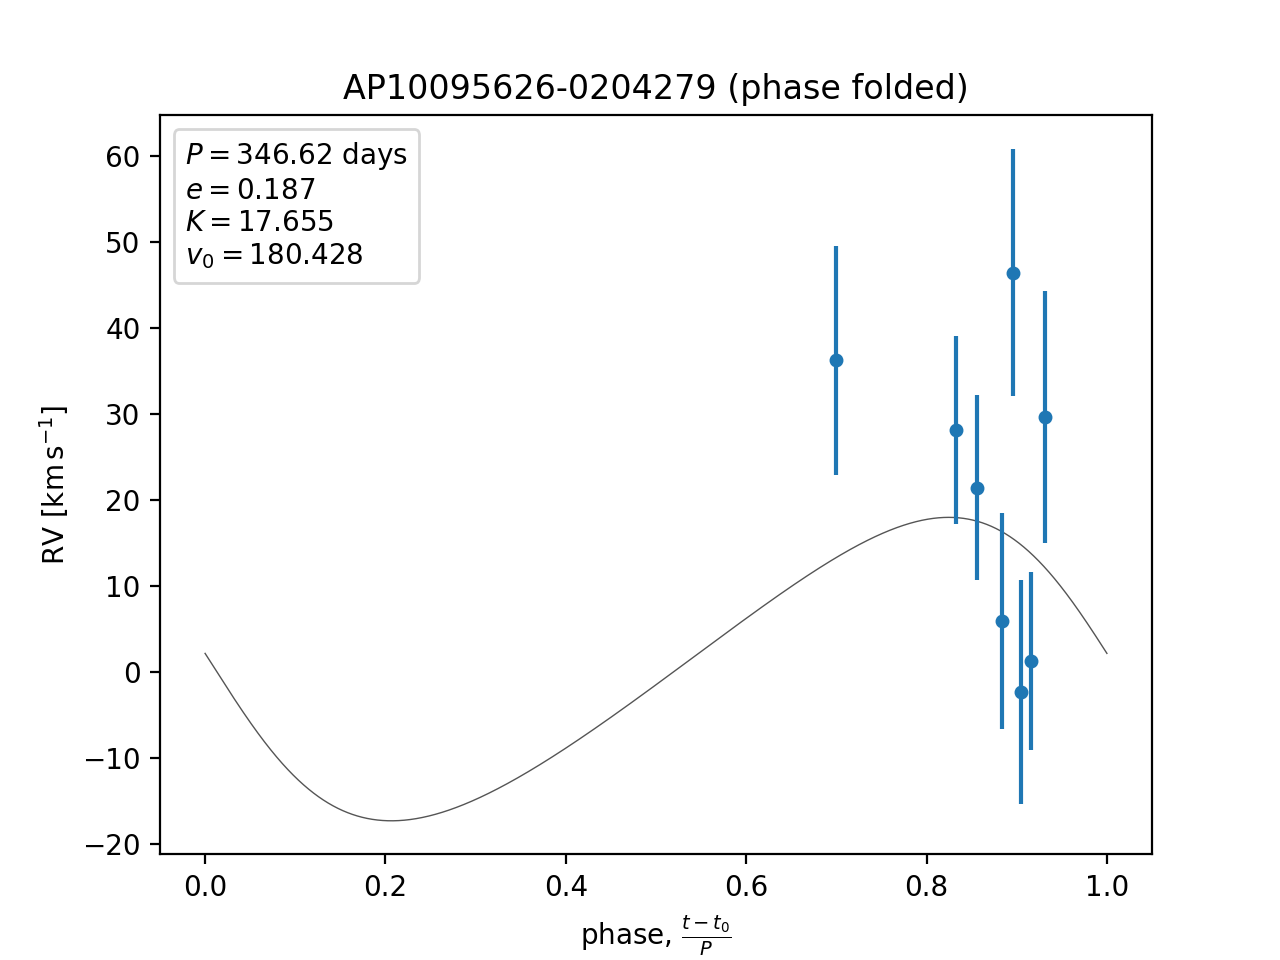 AP10095626-0204279 (phase folded)
P = 346.62 days
e = 0.187
K = 17.655
v₀ = 180.428
60
50
40
30
20
10
0
−10
−20
RV [km s⁻¹]
0.0 0.2 0.4 0.6 0.8 1.0
phase, (t − t₀)/P